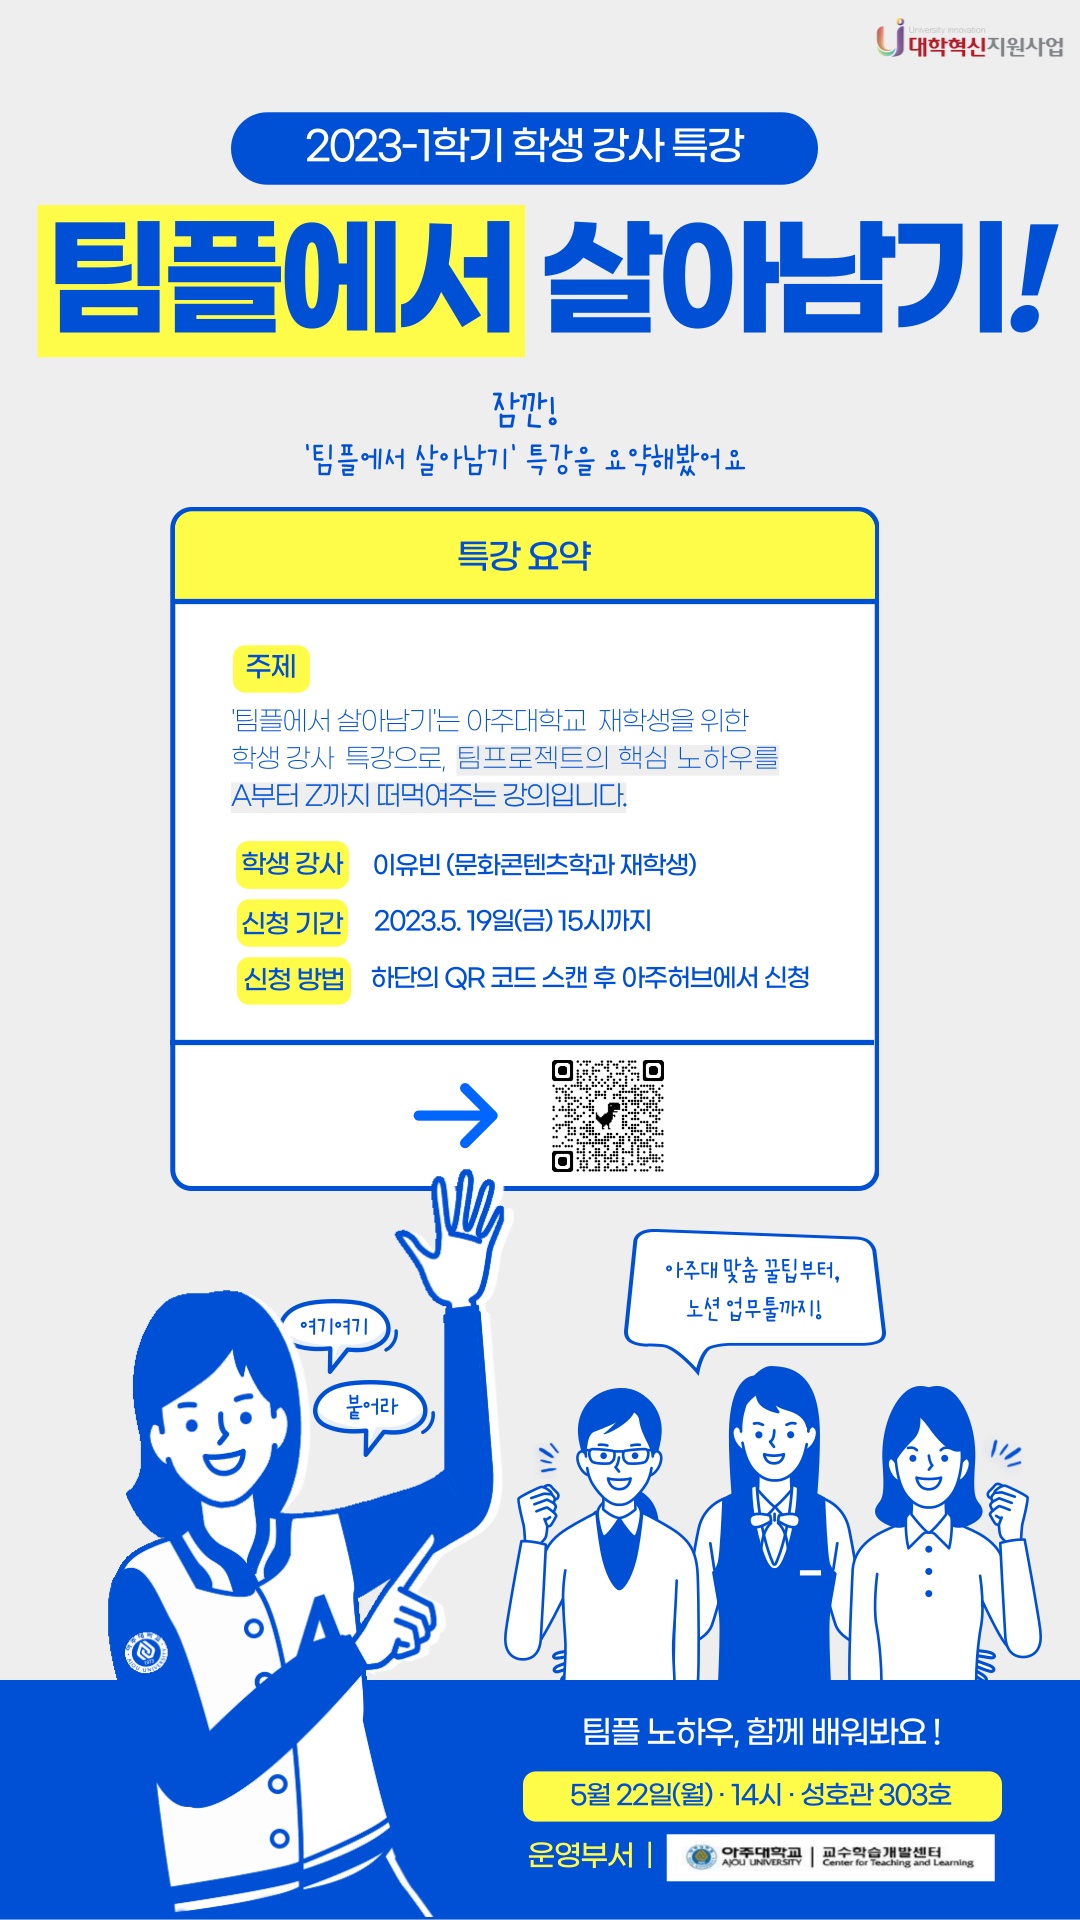 University innovation
대학혁신지원사업
2023-1학기 학생 강사 특강
팀플에서 살아남기!
잠깐!
'팀플에서 살아남기' 특강을 요약해봤어요
특강 요약
주제
'팀플에서 살아남기'는 아주대학교 재학생을 위한
학생 강사 특강으로, 팀프로젝트의 핵심 노하우를
A부터 Z까지 떠먹여주는 강의입니다.
학생 강사 이유빈 (문화콘텐츠학과 재학생)
신청 기간 2023.5. 19일(금) 15시까지
신청 방법 하단의 QR 코드 스캔 후 아주허브에서 신청
아주대 맞춤 꿀팁부터,
노션 업무툴까지!
여기여기
붙어라
A
팀플 노하우, 함께 배워봐요 !
5월 22일(월) · 14시 · 성호관 303호
운영부서 | 아주대학교 | 교수학습개발센터
AJOU UNIVERSITY | Center for Teaching and Learning